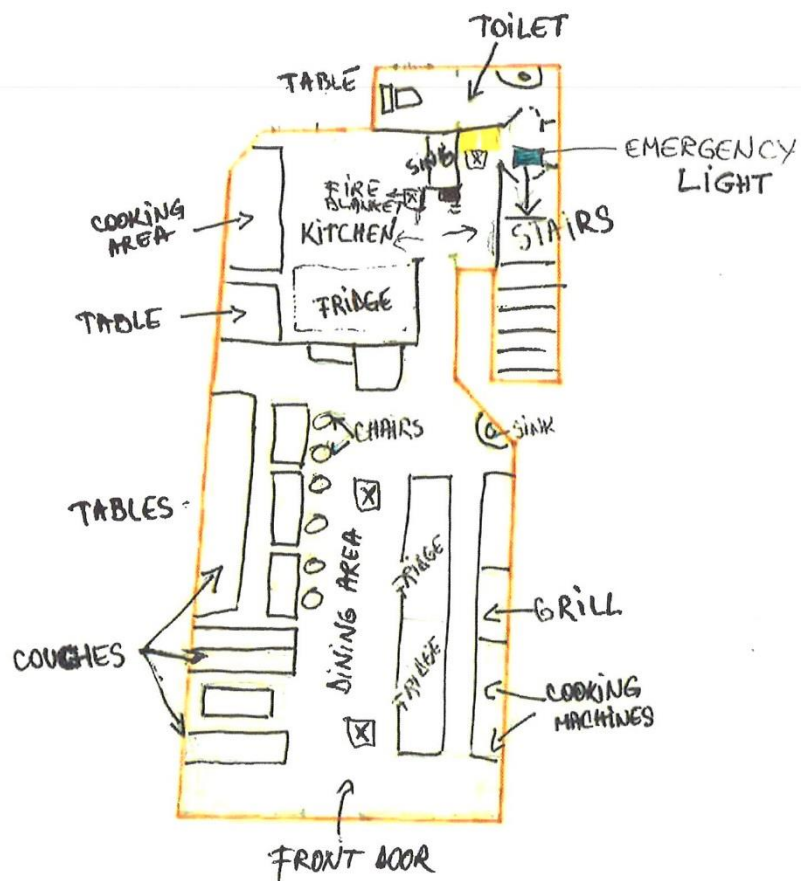 TOILET
TABLE
EMERGENCY
LIGHT
SINK
FIRE
BLANKET
COOKING
AREA
KITCHEN
STAIRS
TABLE
FRIDGE
CHAIRS
SINK
TABLES
DINING AREA
FRIDGE
FRIDGE
GRILL
COUCHES
COOKING
MACHINES
FRONT DOOR